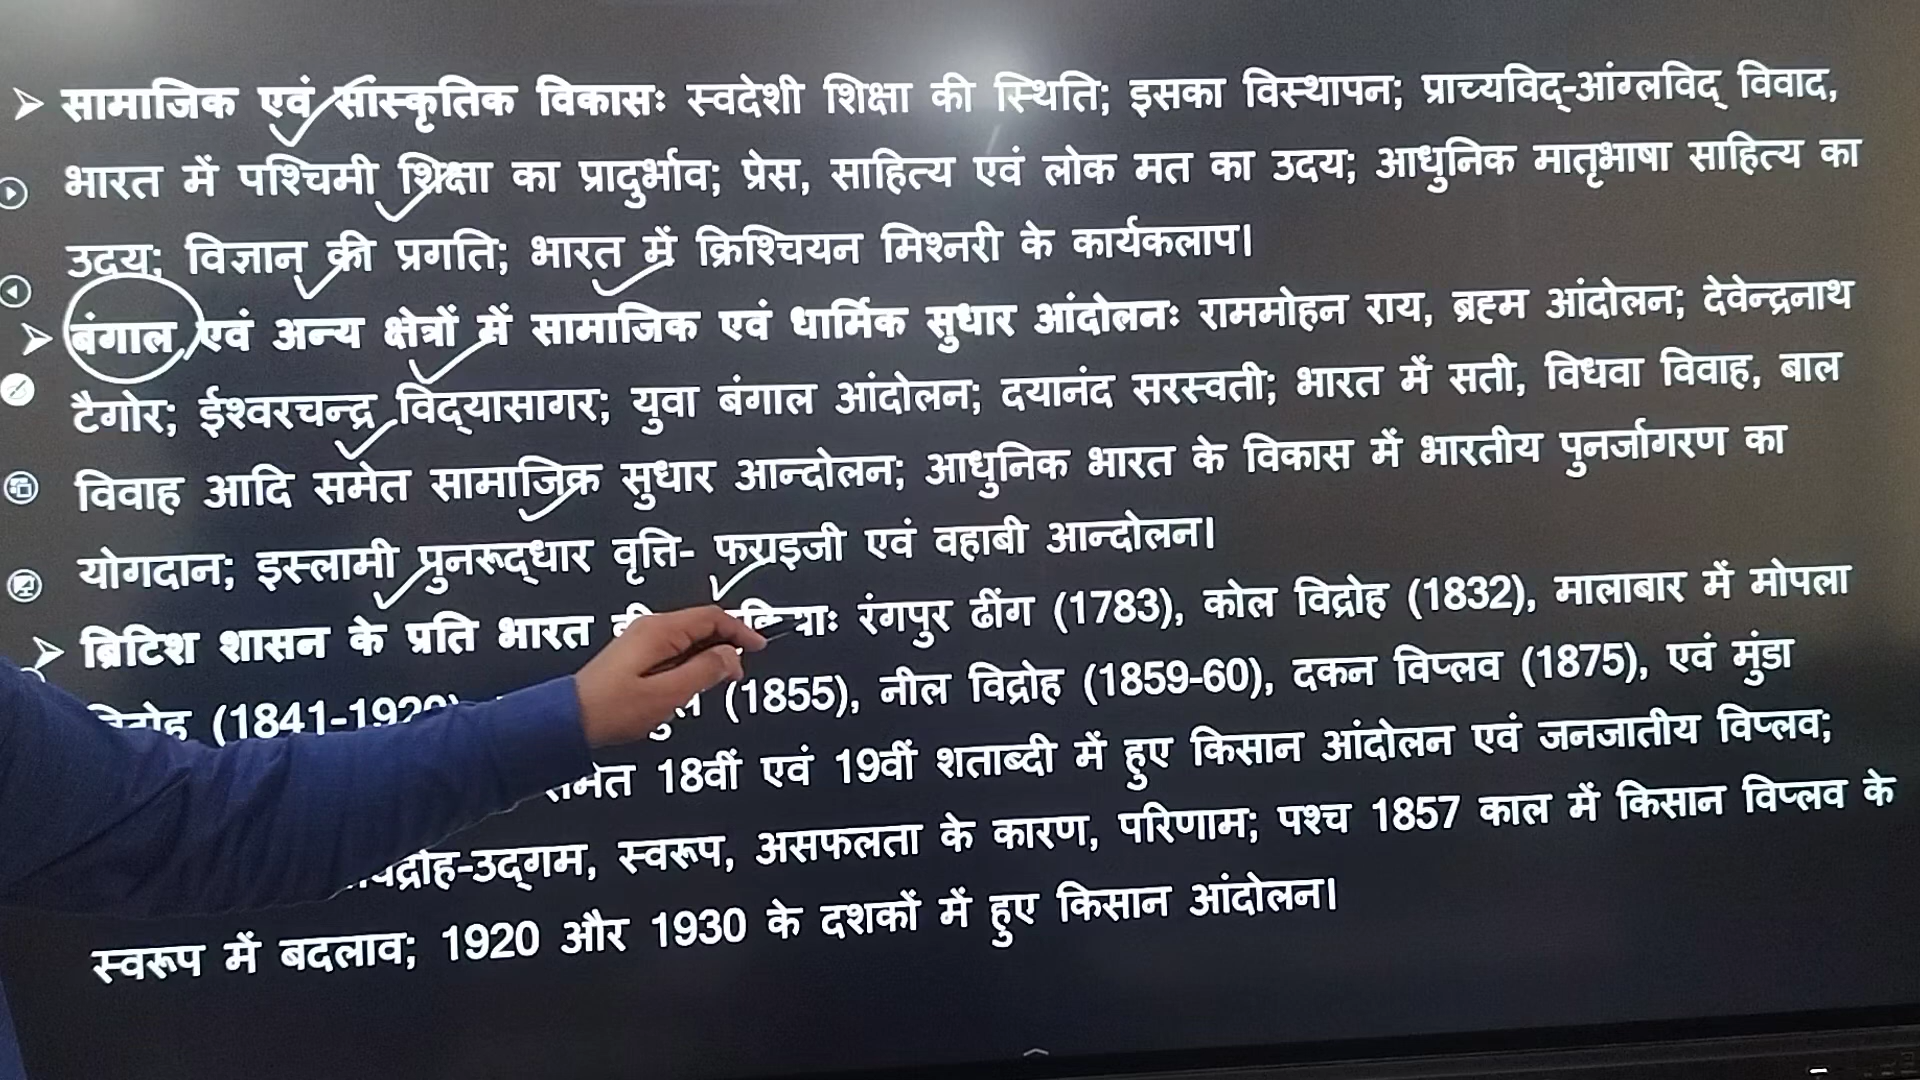 ➤ सामाजिक एवं सांस्कृतिक विकासः स्वदेशी शिक्षा की स्थिति; इसका विस्थापन; प्राच्यविद्-आंग्लविद् विवाद,
भारत में पश्चिमी शिक्षा का प्रादुर्भाव; प्रेस, साहित्य एवं लोक मत का उदय; आधुनिक मातृभाषा साहित्य का
उदय; विज्ञान की प्रगति; भारत में क्रिश्चियन मिश्नरी के कार्यकलाप।
➤ बंगाल एवं अन्य क्षेत्रों में सामाजिक एवं धार्मिक सुधार आंदोलनः राममोहन राय, ब्रह्म आंदोलन; देवेन्द्रनाथ
टैगोर; ईश्वरचन्द्र विद्यासागर; युवा बंगाल आंदोलन; दयानंद सरस्वती; भारत में सती, विधवा विवाह, बाल
विवाह आदि समेत सामाजिक सुधार आन्दोलन; आधुनिक भारत के विकास में भारतीय पुनर्जागरण का
योगदान; इस्लामी पुनरूद्धार वृत्ति- फराइजी एवं वहाबी आन्दोलन।
➤ ब्रिटिश शासन के प्रति भारत रंगपुर ढींग (1783), कोल विद्रोह (1832), मालाबार में मोपला
विद्रोह (1841-1920) (1855), नील विद्रोह (1859-60), दकन विप्लव (1875), एवं मुंडा
समेत 18वीं एवं 19वीं शताब्दी में हुए किसान आंदोलन एवं जनजातीय विप्लव;
-उद्गम, स्वरूप, असफलता के कारण, परिणाम; पश्च 1857 काल में किसान विप्लव के
स्वरूप में बदलाव; 1920 और 1930 के दशकों में हुए किसान आंदोलन।